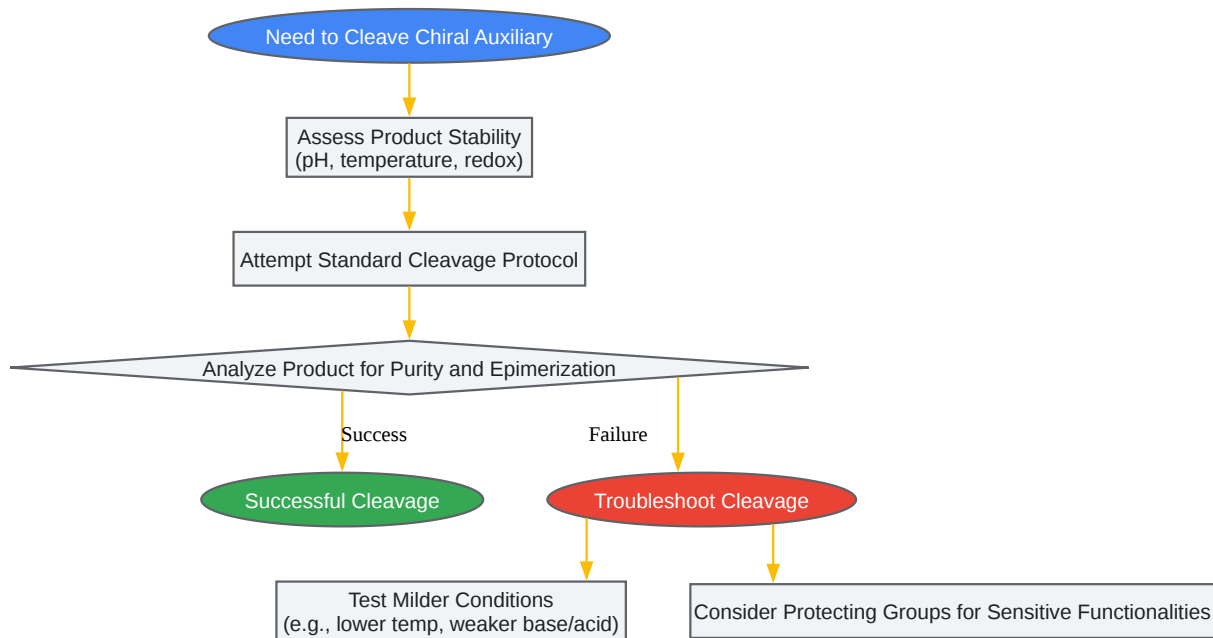 Need to Cleave Chiral Auxiliary
Assess Product Stability
(pH, temperature, redox)
Attempt Standard Cleavage Protocol
Analyze Product for Purity and Epimerization
Success
Failure
Successful Cleavage
Troubleshoot Cleavage
Test Milder Conditions
(e.g., lower temp, weaker base/acid)
Consider Protecting Groups for Sensitive Functionalities